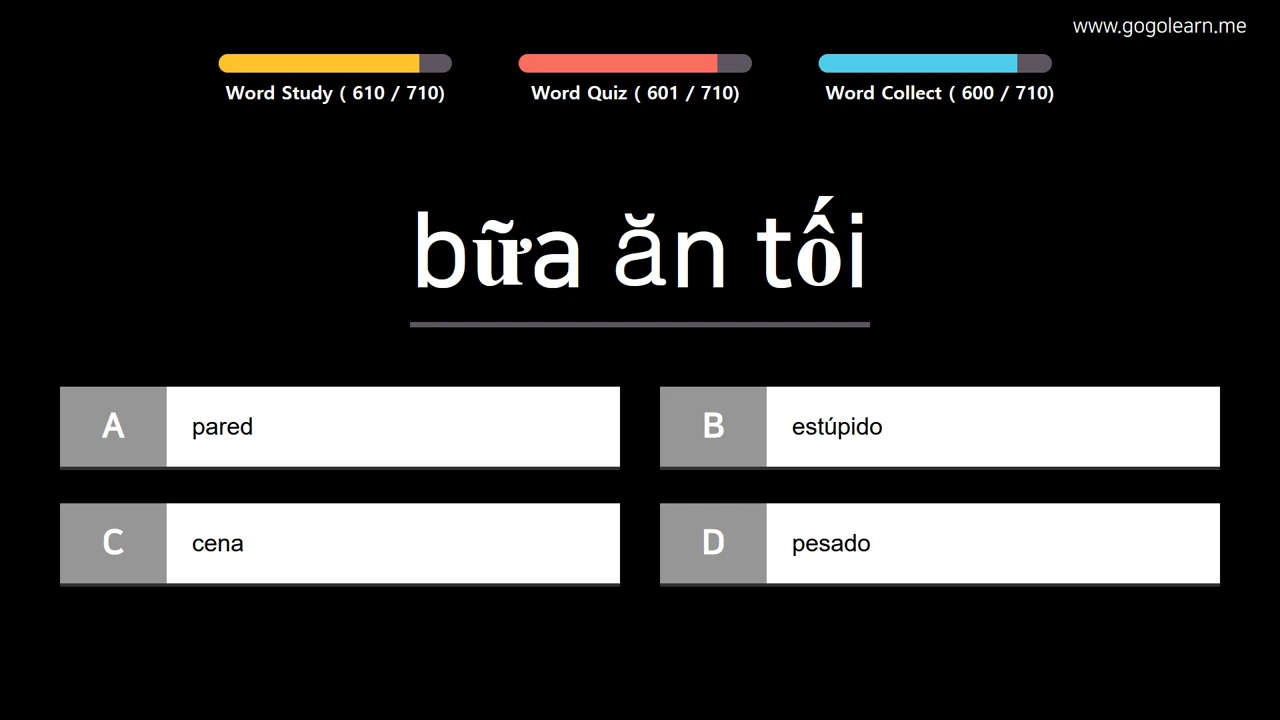 www.gogolearn.me
Word Study ( 610 / 710)
Word Quiz ( 601 / 710)
Word Collect ( 600 / 710)
bữa ăn tối
A pared
B estúpido
C cena
D pesado